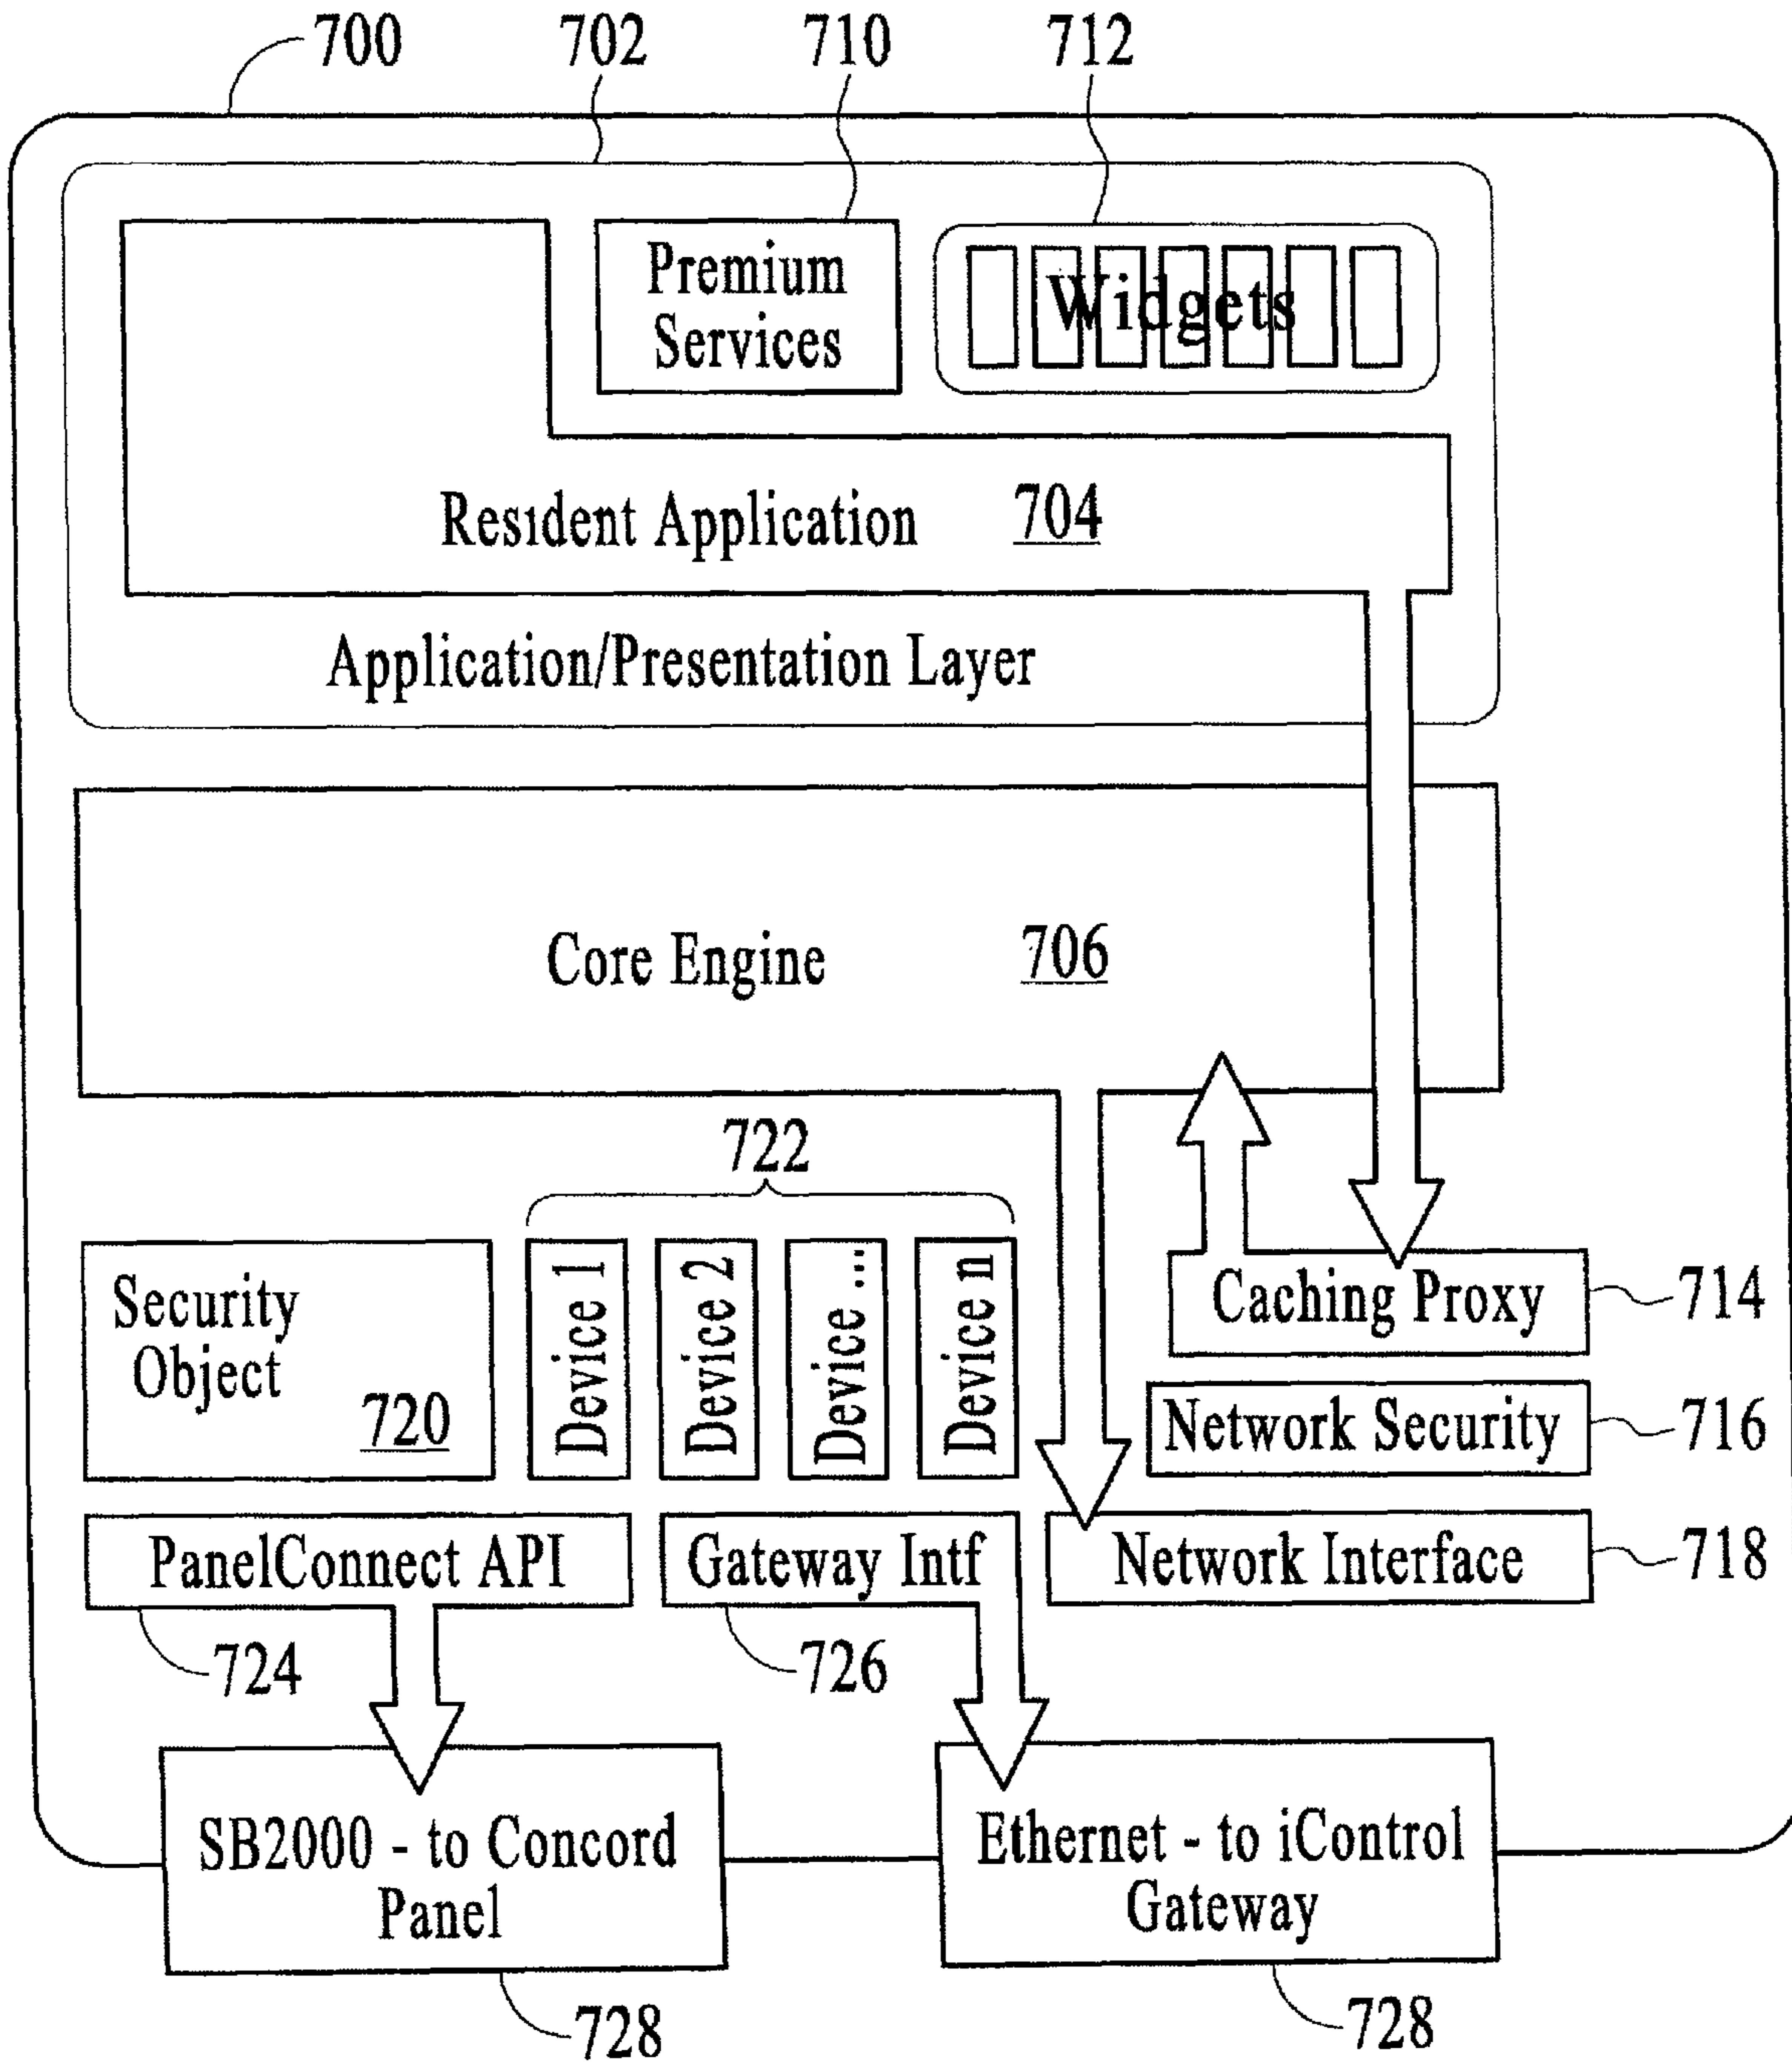 700
702
710
712
Premium
Services
Widgets
Resident Application 704
Application/Presentation Layer
Core Engine 706
722
Security
Object
720
Device 1
Device 2
Device ...
Device n
Caching Proxy
714
Network Security
716
PanelConnect API
Gateway Intf
Network Interface
718
724
726
SB2000 - to Concord
Panel
Ethernet - to iControl
Gateway
728
728